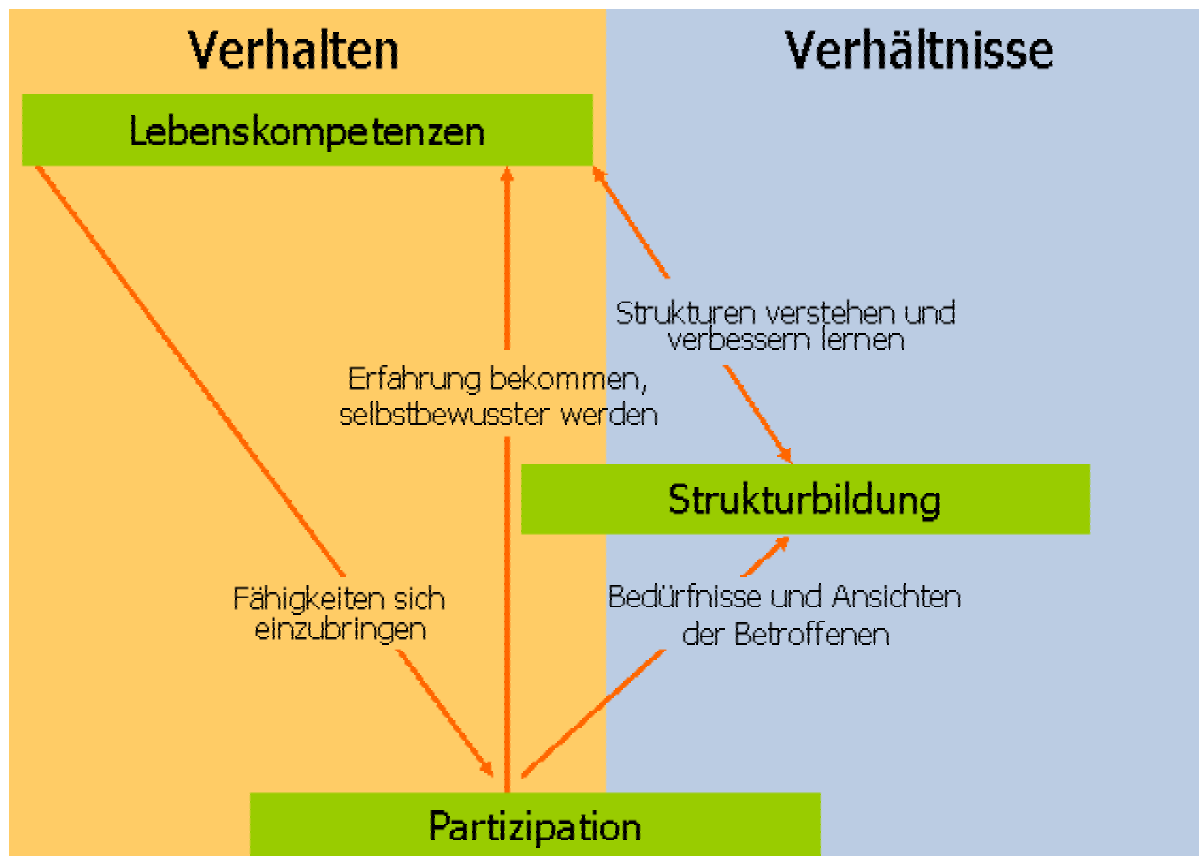 Verhalten
Verhältnisse
Lebenskompetenzen
Strukturen verstehen und
verbessern lernen
Erfahrung bekommen,
selbstbewusster werden
Strukturbildung
Fähigkeiten sich
einzubringen
Bedürfnisse und Ansichten
der Betroffenen
Partizipation